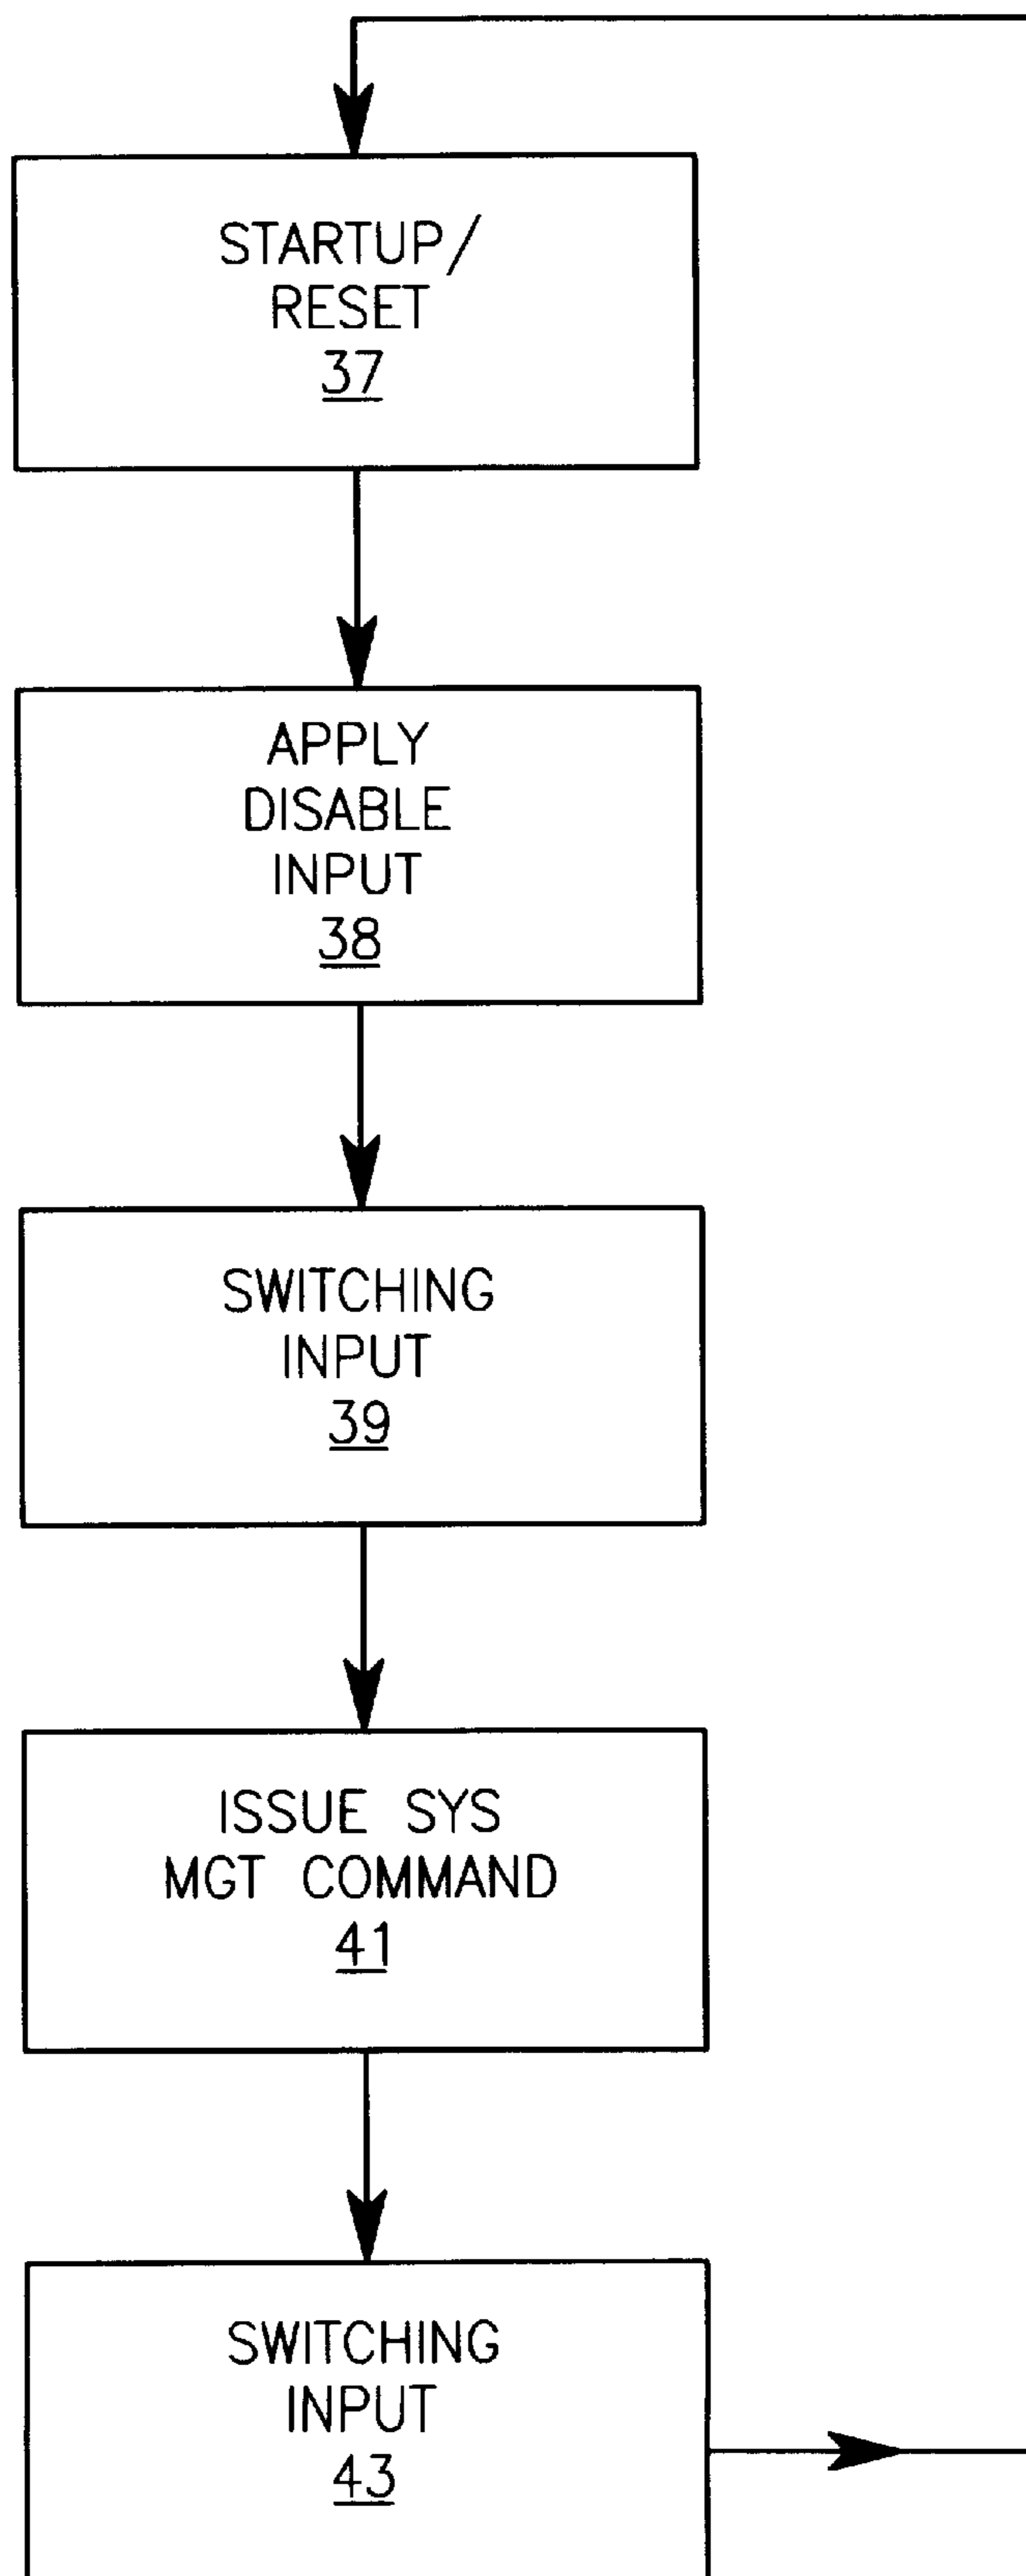 STARTUP/
RESET
37
APPLY
DISABLE
INPUT
38
SWITCHING
INPUT
39
ISSUE SYS
MGT COMMAND
41
SWITCHING
INPUT
43